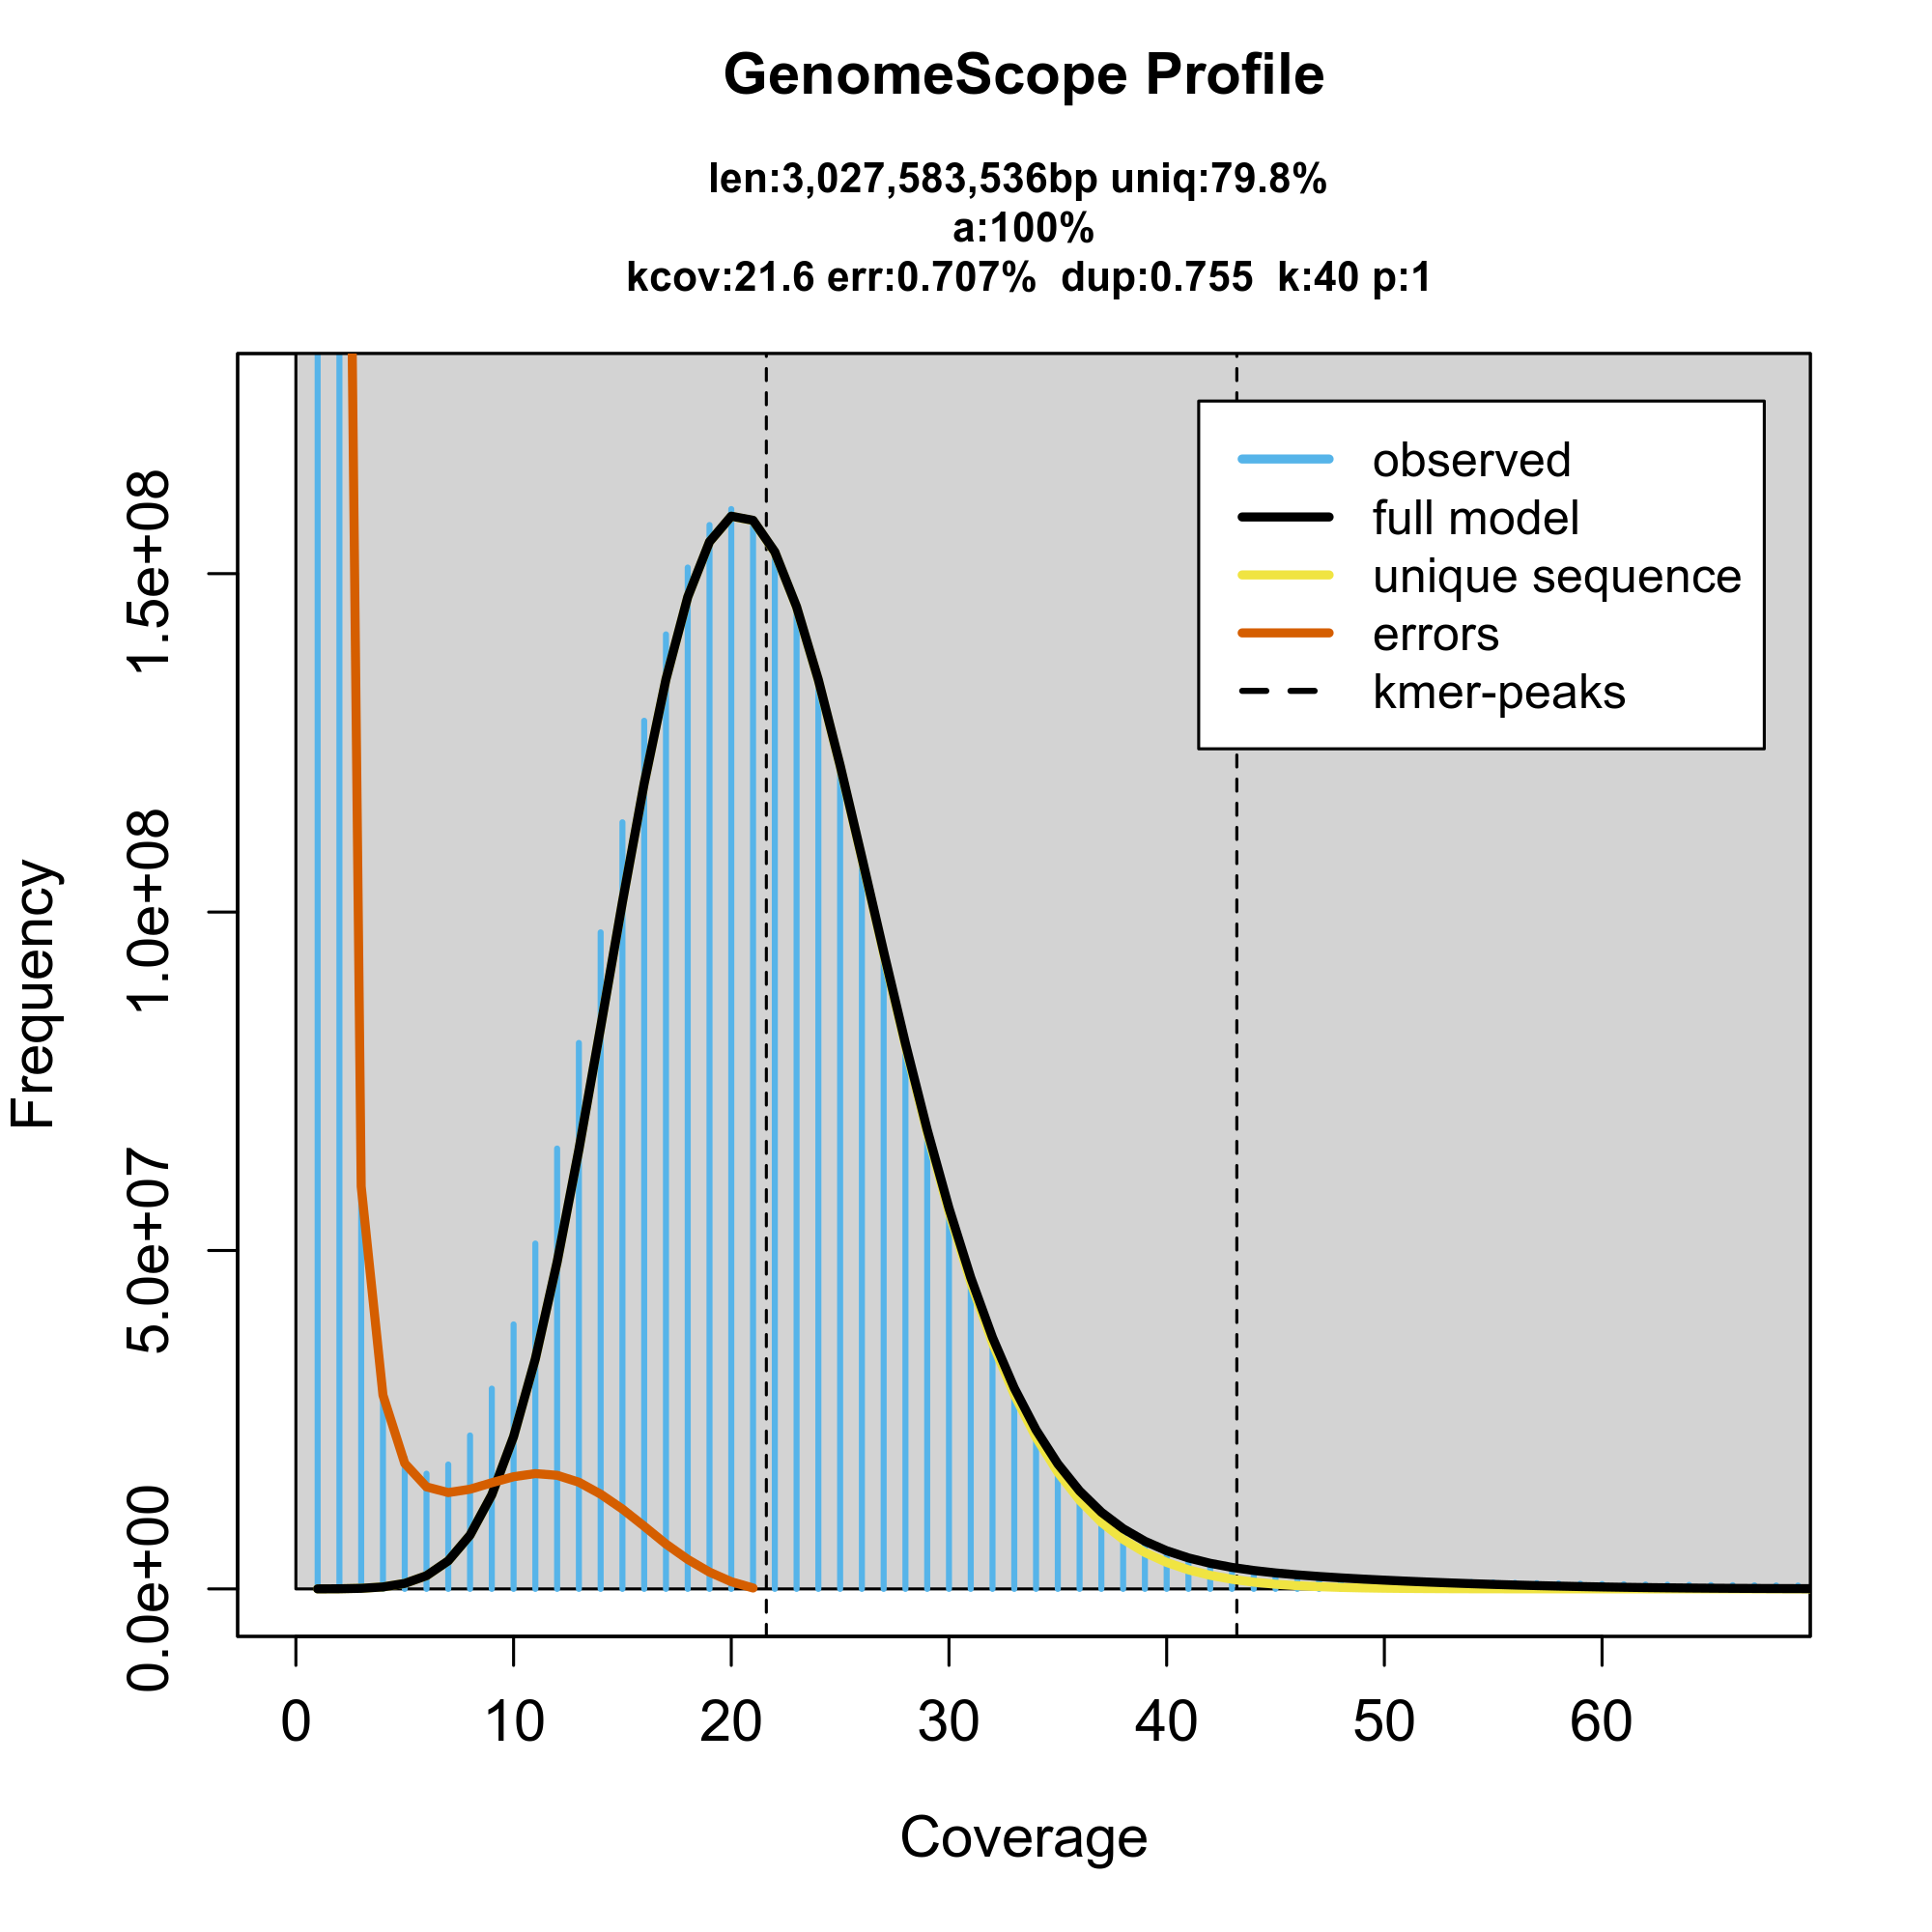 GenomeScope Profile
len:3,027,583,536bp uniq:79.8%
a:100%
kcov:21.6 err:0.707%  dup:0.755  k:40 p:1
observed
full model
unique sequence
errors
kmer-peaks
Frequency
1.5e+08
1.0e+08
5.0e+07
0.0e+00
0 10 20 30 40 50 60
Coverage